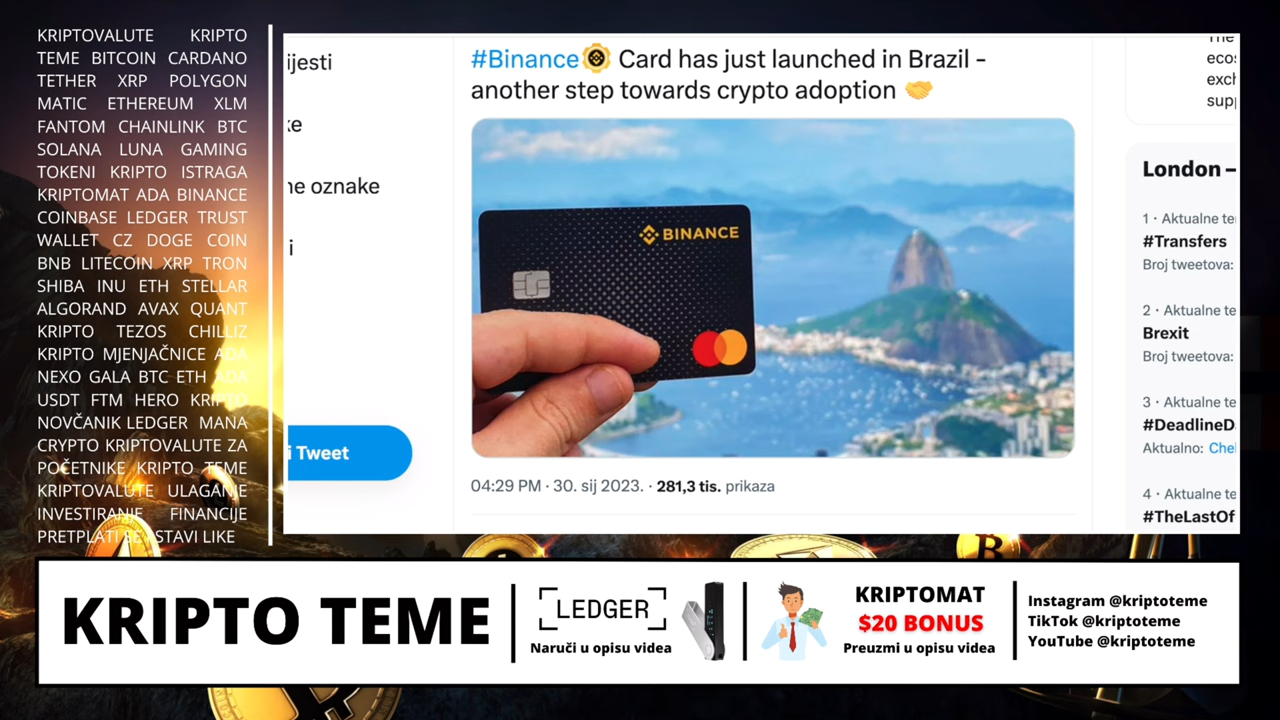 KRIPTOVALUTE KRIPTO
TEME BITCOIN CARDANO
TETHER XRP POLYGON
MATIC ETHEREUM XLM
FANTOM CHAINLINK BTC
SOLANA LUNA GAMING
TOKENI KRIPTO ISTRAGA
KRIPTOMAT ADA BINANCE
COINBASE LEDGER TRUST
WALLET CZ DOGE COIN
BNB LITECOIN XRP TRON
SHIBA INU ETH STELLAR
ALGORAND AVAX QUANT
KRIPTO TEZOS CHILLIZ
KRIPTO MJENJAČNICE ADA
NEXO GALA BTC ETH ADA
USDT FTM HERO KRIPTO
NOVČANIK LEDGER MANA
CRYPTO KRIPTOVALUTE ZA
POČETNIKE KRIPTO TEME
KRIPTOVALUTE ULAGANJE
INVESTIRANJE FINANCIJE
PRETPLATI SE OSTAVI LIKE
ijesti
ne oznake
i Tweet
#Binance Card has just launched in Brazil -
another step towards crypto adoption
BINANCE
04:29 PM · 30. sij 2023. · 281,3 tis. prikaza
London –
1 · Aktualne te
#Transfers
Broj tweetova:
2 · Aktualne te
Brexit
Broj tweetova:
3 · Aktualne te
#DeadlineD
Aktualno: Chel
4 · Aktualne te
#TheLastOf
KRIPTO TEME
LEDGER
Naruči u opisu videa
KRIPTOMAT
$20 BONUS
Preuzmi u opisu videa
Instagram @kriptoteme
TikTok @kriptoteme
YouTube @kriptoteme